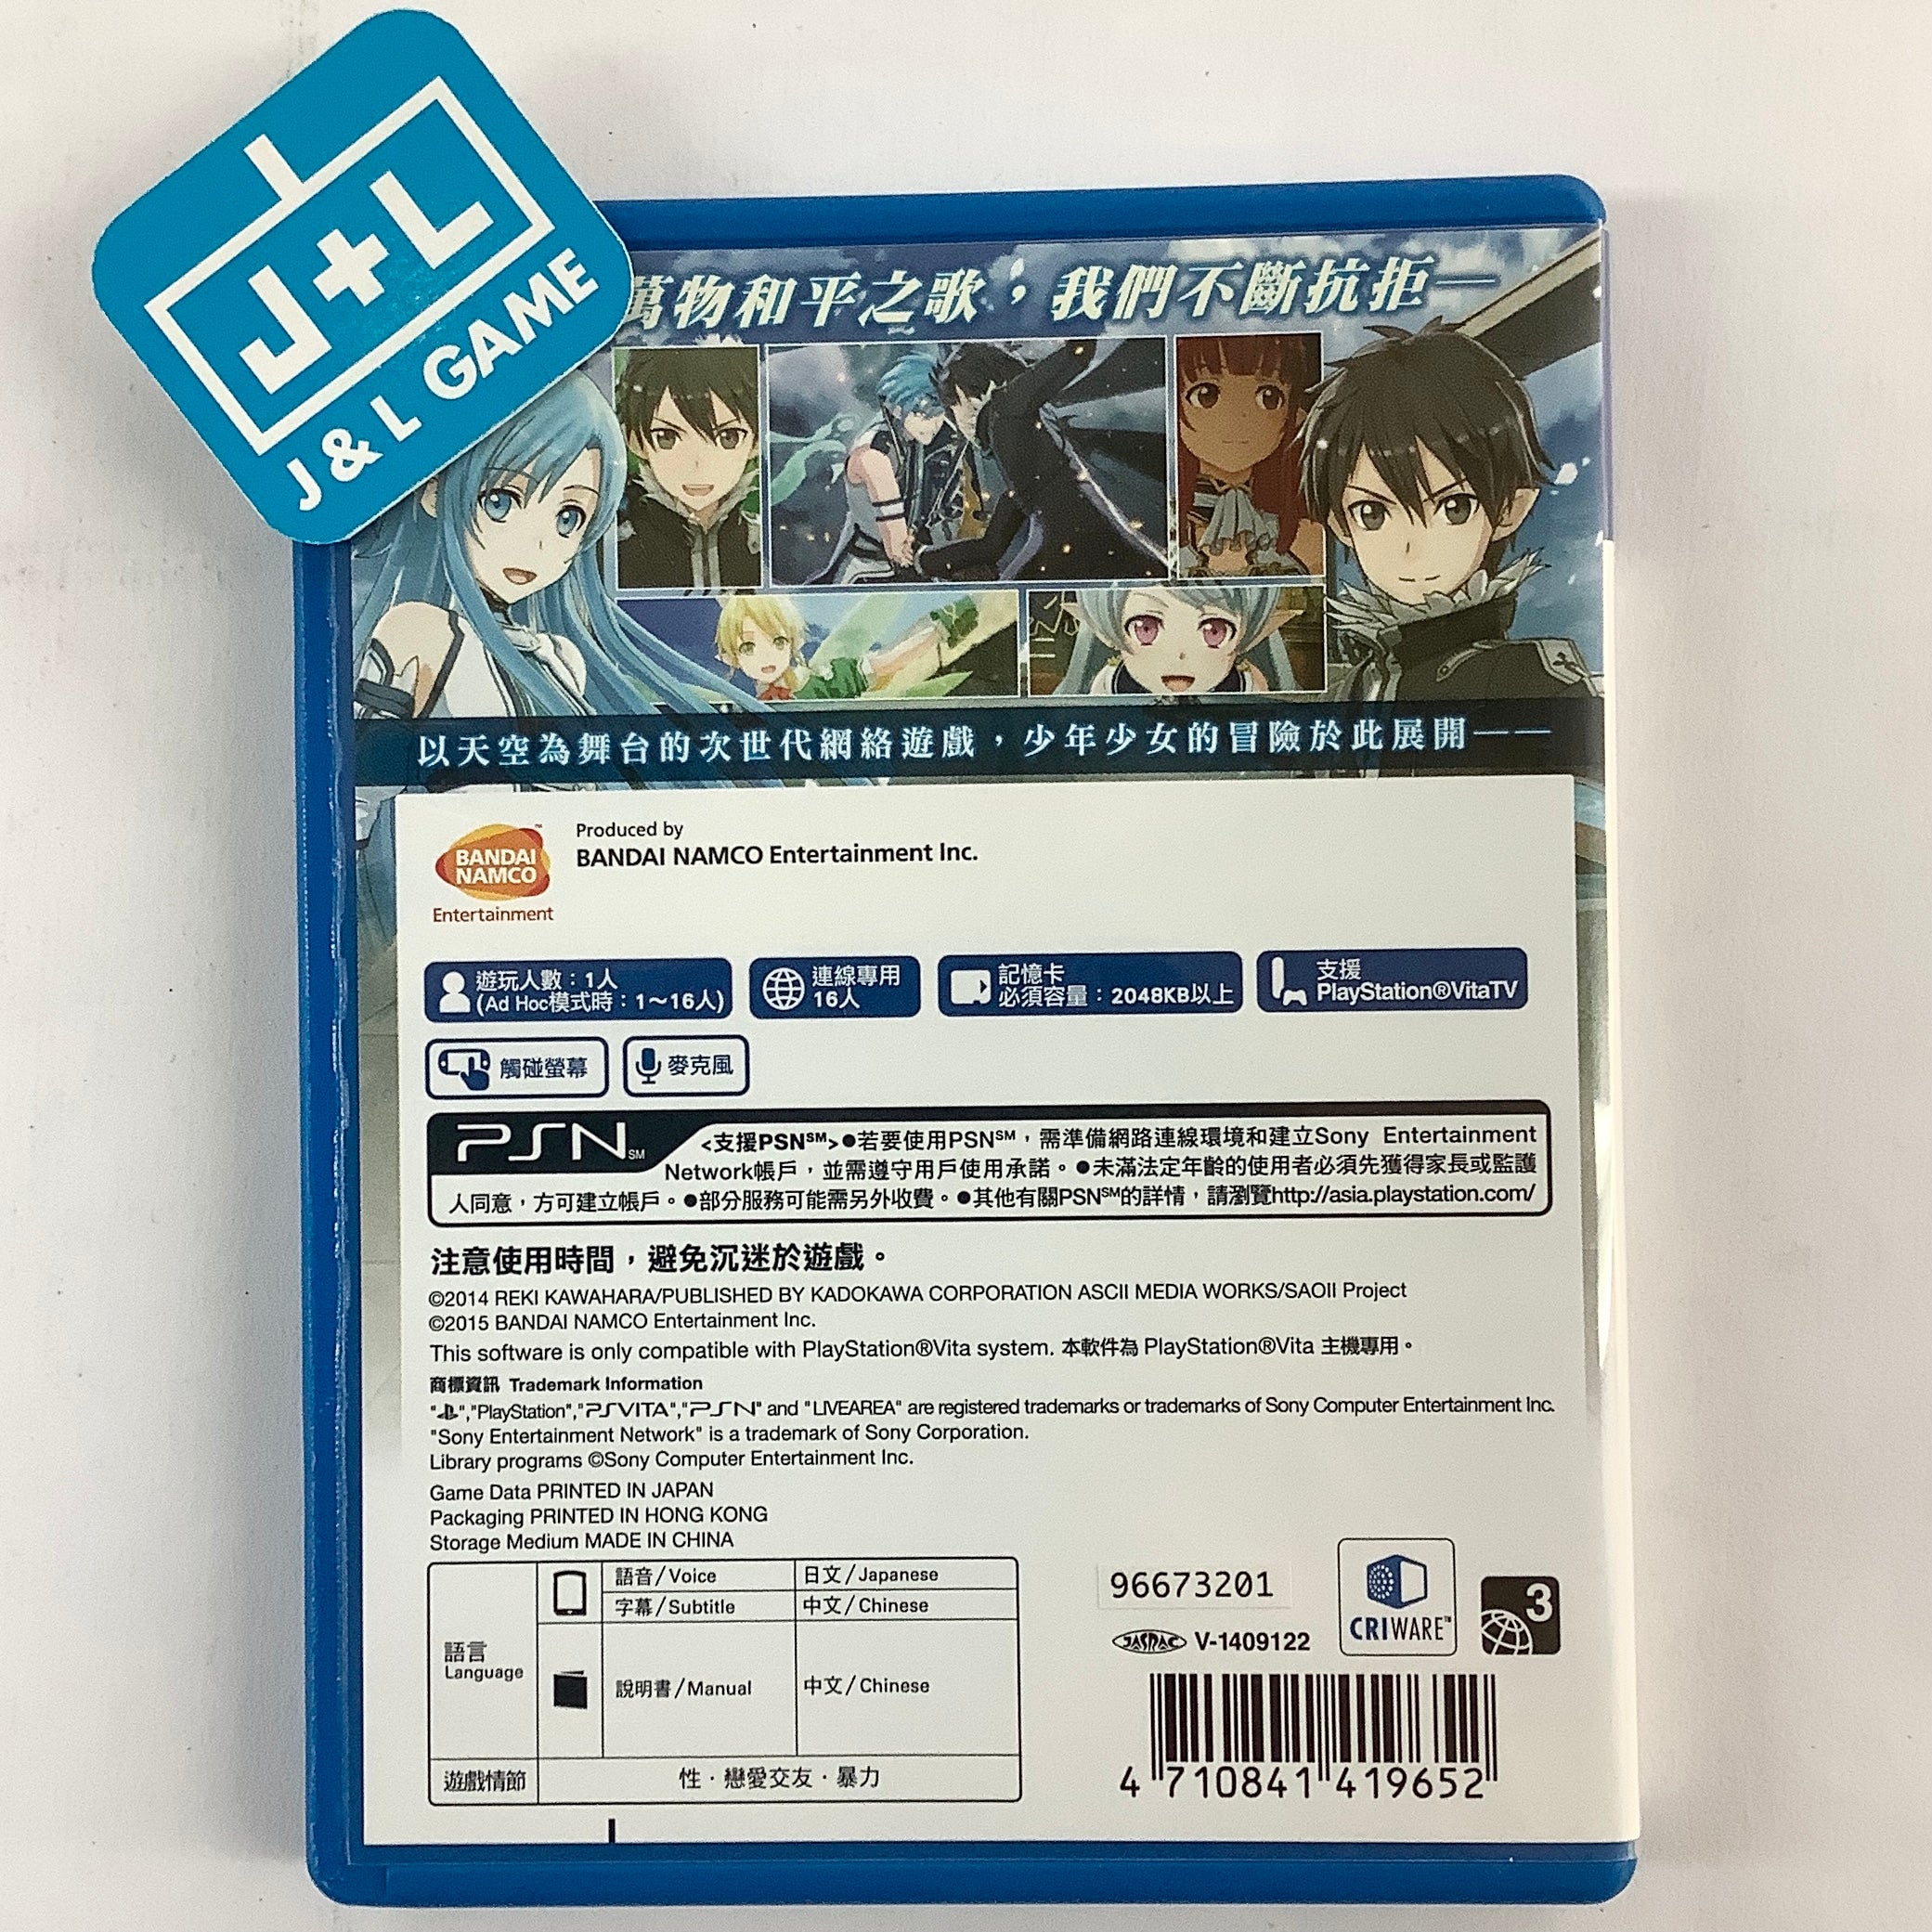 J+L
J & L GAME
萬物和平之歌，我們不斷抗拒—
以天空為舞台的次世代網絡遊戲，少年少女的冒險於此展開——
BANDAI NAMCO
Entertainment
Produced by
BANDAI NAMCO Entertainment Inc.
遊玩人數：1人
(Ad Hoc模式時：1～16人)
連線專用
16人
記憶卡
必須容量：2048KB以上
支援
PlayStation®VitaTV
觸碰螢幕
麥克風
PSN℠
<支援PSN℠>●若要使用PSN℠，需準備網路連線環境和建立Sony Entertainment
Network帳戶，並需遵守用戶使用承諾。●未滿法定年齡的使用者必須先獲得家長或監護
人同意，方可建立帳戶。●部分服務可能需另外收費。●其他有關PSN℠的詳情，請瀏覽http://asia.playstation.com/
注意使用時間，避免沉迷於遊戲。
©2014 REKI KAWAHARA/PUBLISHED BY KADOKAWA CORPORATION ASCII MEDIA WORKS/SAOII Project
©2015 BANDAI NAMCO Entertainment Inc.
This software is only compatible with PlayStation®Vita system. 本軟件為 PlayStation®Vita 主機專用。
商標資訊 Trademark Information
"","PlayStation","PSVITA","PSN" and "LIVEAREA" are registered trademarks or trademarks of Sony Computer Entertainment Inc.
"Sony Entertainment Network" is a trademark of Sony Corporation.
Library programs ©Sony Computer Entertainment Inc.
Game Data PRINTED IN JAPAN
Packaging PRINTED IN HONG KONG
Storage Medium MADE IN CHINA
語言
Language
語音/Voice 日文/Japanese
字幕/Subtitle 中文/Chinese
說明書/Manual 中文/Chinese
遊戲情節 性·戀愛交友·暴力
96673201
JASRAC V-1409122
CRIWARE™
3
4 710841 419652